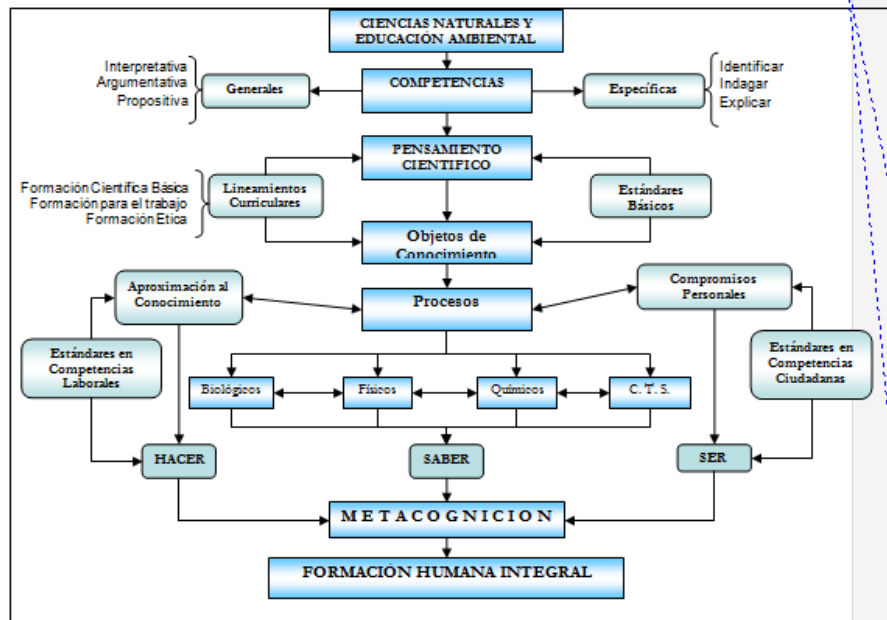 CIENCIAS NATURALES Y
EDUCACIÓN AMBIENTAL
Interpretativa
Argumentativa
Propositiva
Generales
COMPETENCIAS
Específicas
Identificar
Indagar
Explicar
PENSAMIENTO
CIENTIFICO
Formación Científica Básica
Formación para el trabajo
Formación Etica
Lineamientos
Curriculares
Estándares
Básicos
Objetos de
Conocimiento
Aproximación al
Conocimiento
Procesos
Compromisos
Personales
Estándares en
Competencias
Laborales
Estándares en
Competencias
Ciudadanas
Biológicos
Físicos
Químicos
C. T. S.
HACER
SABER
SER
METACOGNICION
FORMACIÓN HUMANA INTEGRAL